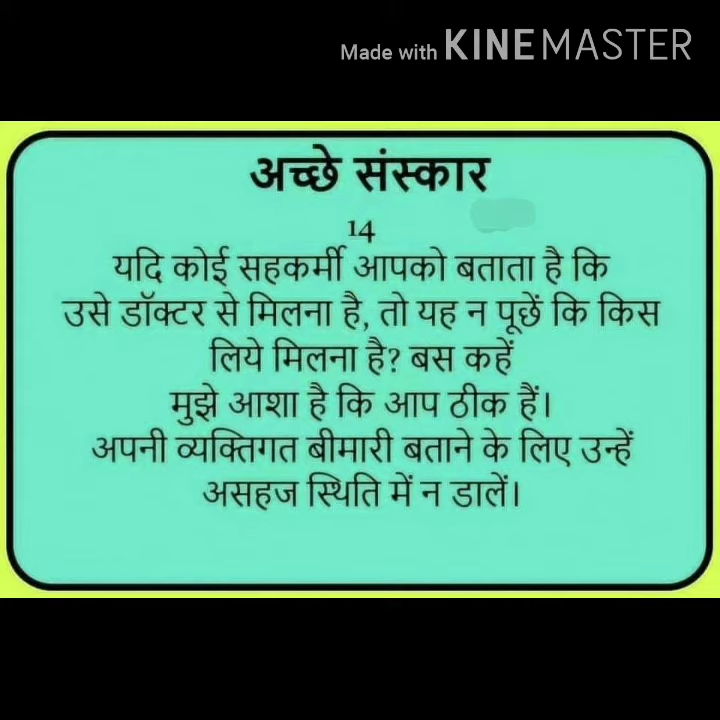 Made with KINEMASTER
अच्छे संस्कार
14
यदि कोई सहकर्मी आपको बताता है कि
उसे डॉक्टर से मिलना है, तो यह न पूछें कि किस
लिये मिलना है? बस कहें
मुझे आशा है कि आप ठीक हैं।
अपनी व्यक्तिगत बीमारी बताने के लिए उन्हें
असहज स्थिति में न डालें।